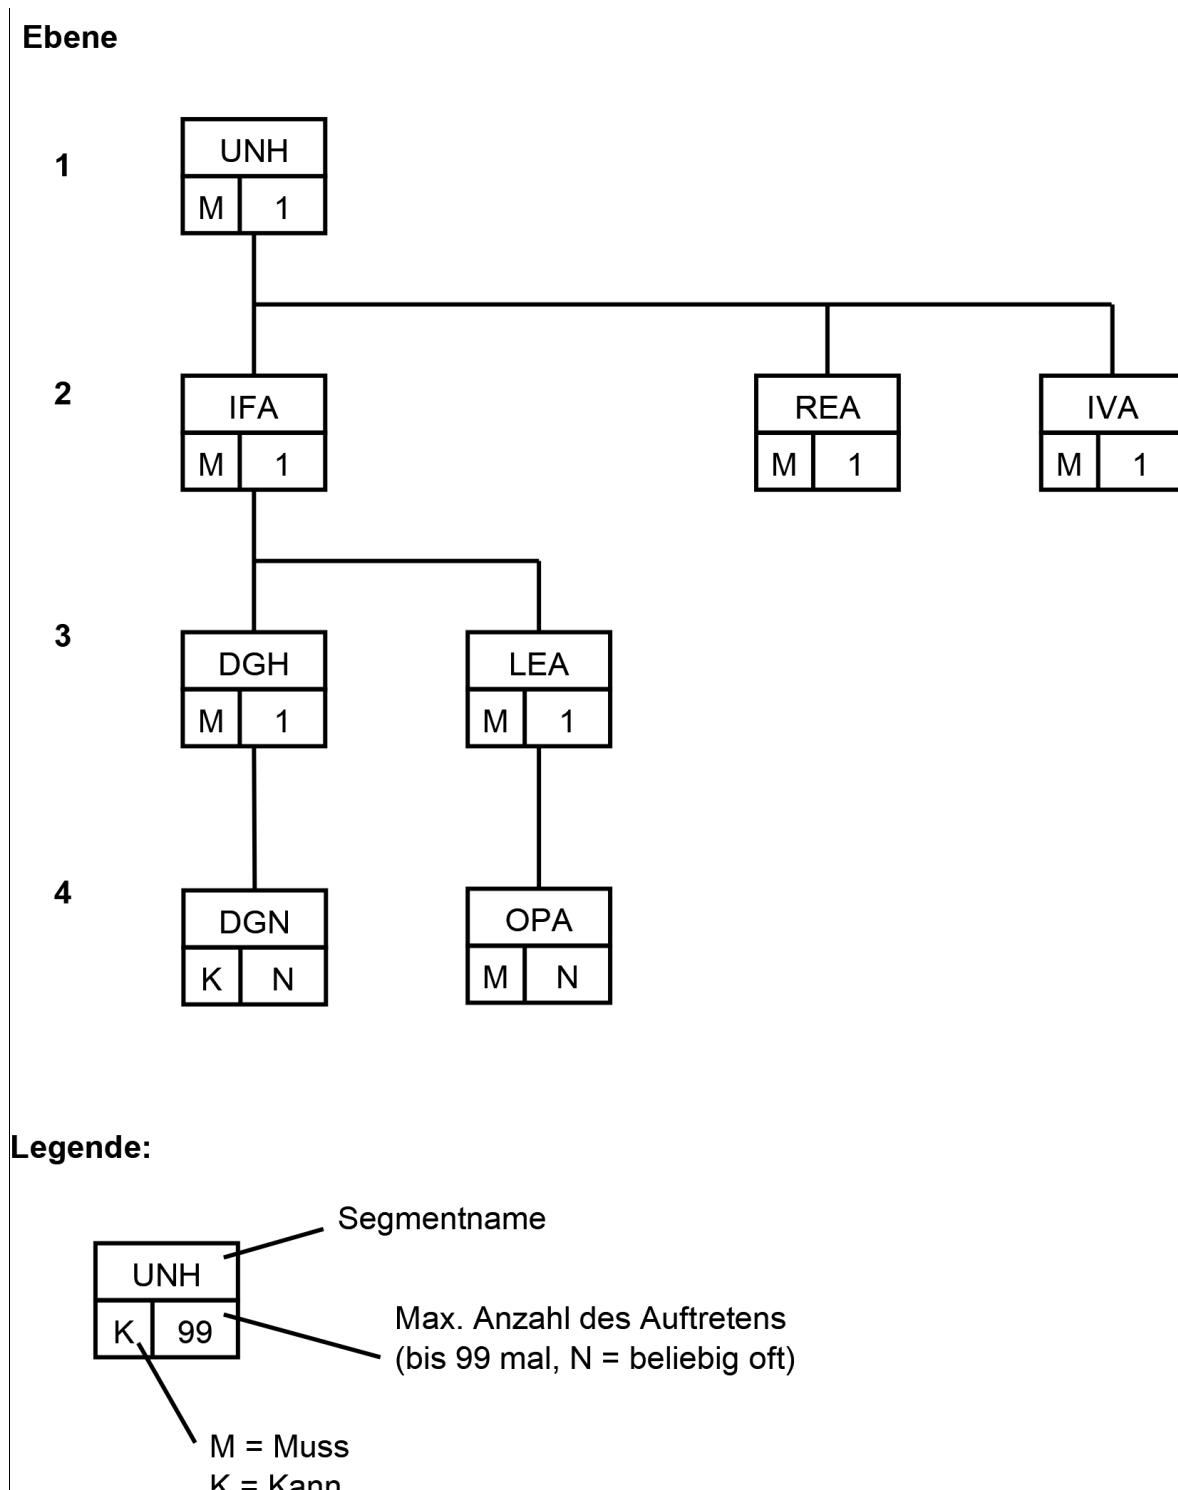 Ebene
1
UNH
M 1
2
IFA REA IVA
M 1 M 1 M 1
3
DGH LEA
M 1 M 1
4
DGN OPA
K N M N
Legende:
Segmentname
UNH
K 99
Max. Anzahl des Auftretens
(bis 99 mal, N = beliebig oft)
M = Muss
K = Kann